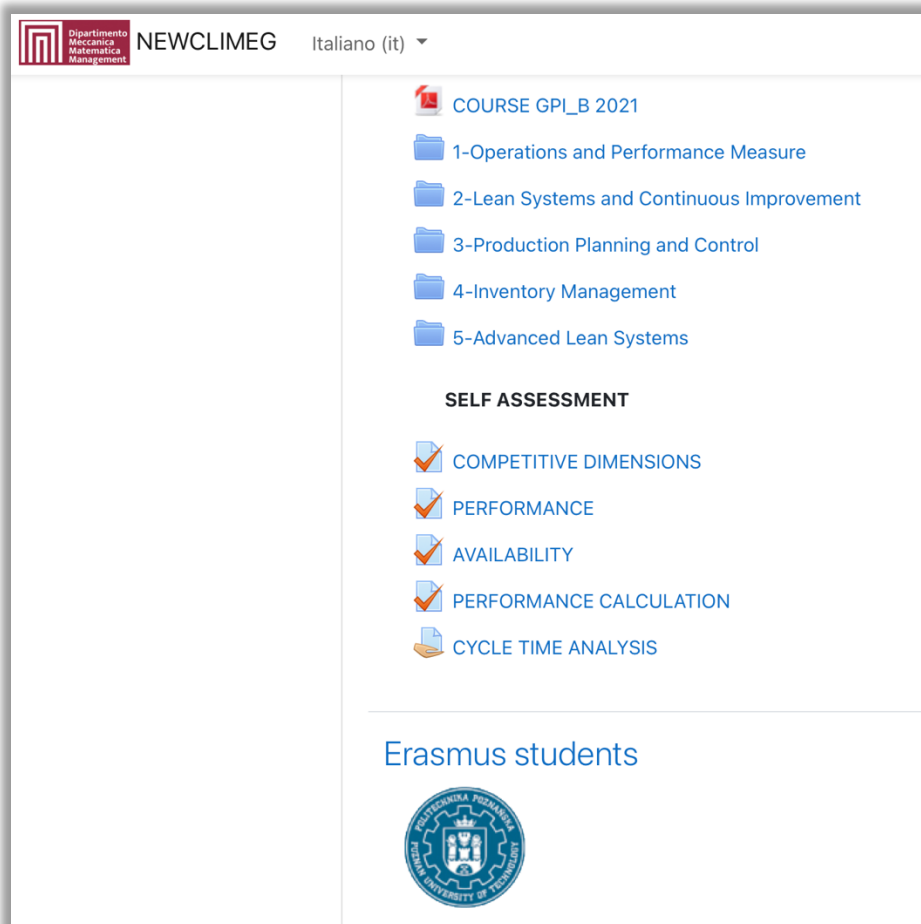 Dipartimento
Meccanica
Matematica
Management
NEWCLIMEG
Italiano (it)
COURSE GPI_B 2021
1-Operations and Performance Measure
2-Lean Systems and Continuous Improvement
3-Production Planning and Control
4-Inventory Management
5-Advanced Lean Systems
SELF ASSESSMENT
COMPETITIVE DIMENSIONS
PERFORMANCE
AVAILABILITY
PERFORMANCE CALCULATION
CYCLE TIME ANALYSIS
Erasmus students
POLITECHNIKA POZNAŃSKA
POZNAN UNIVERSITY OF TECHNOLOGY